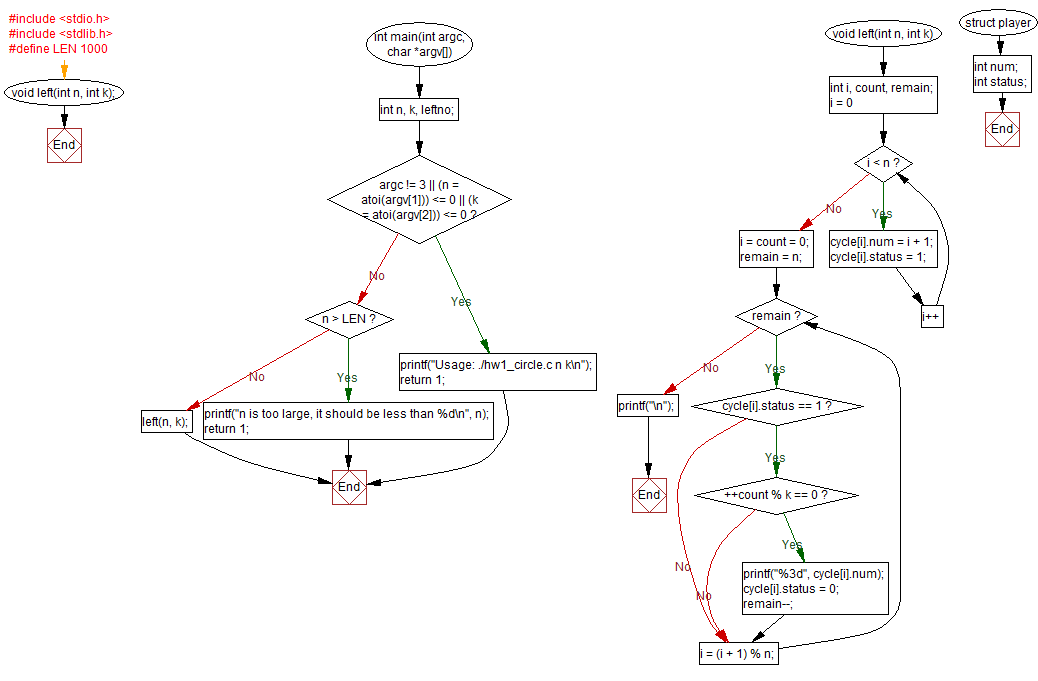 #include <stdio.h>
#include <stdlib.h>
#define LEN 1000
void left(int n, int k);
End
int main(int argc,
char *argv[])
int n, k, leftno;
argc != 3 || (n =
atoi(argv[1])) <= 0 || (k
= atoi(argv[2])) <= 0 ?
No
Yes
n > LEN ?
No
Yes
printf("Usage: ./hw1_circle.c n k\n");
return 1;
left(n, k);
printf("n is too large, it should be less than %d\n", n);
return 1;
End
void left(int n, int k)
int i, count, remain;
i = 0
i < n ?
No
Yes
i = count = 0;
remain = n;
cycle[i].num = i + 1;
cycle[i].status = 1;
i++
remain ?
No
Yes
printf("\n");
End
cycle[i].status == 1 ?
Yes
No
++count % k == 0 ?
Yes
No
printf("%3d", cycle[i].num);
cycle[i].status = 0;
remain--;
i = (i + 1) % n;
struct player
int num;
int status;
End